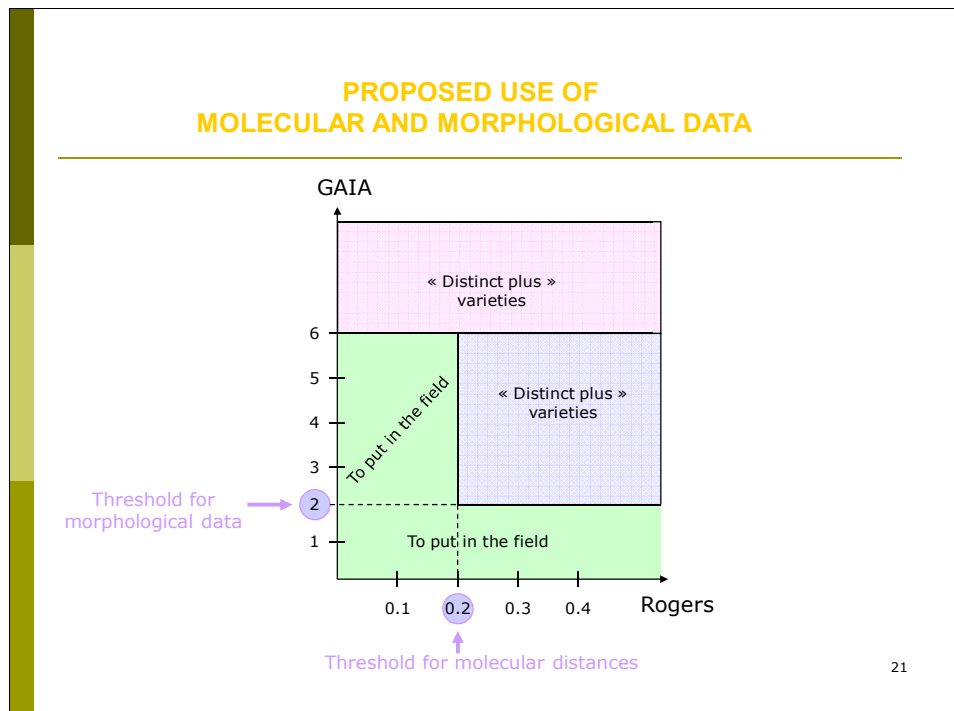 PROPOSED USE OF
MOLECULAR AND MORPHOLOGICAL DATA
GAIA
« Distinct plus »
varieties
6
5
4
3
2
1
To put in the field
« Distinct plus »
varieties
Threshold for
morphological data
To put in the field
0.1 0.2 0.3 0.4
Rogers
Threshold for molecular distances
21